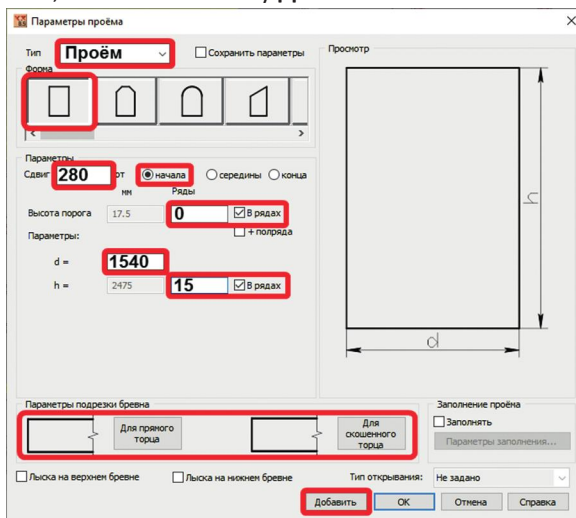 Параметры проёма
Тип Проём Сохранить параметры Просмотр
Форма
Параметры
Сдвиг 280 от начала середины конца
мм Ряды
Высота порога 17.5 0 В рядах
Параметры: + полряда
d = 1540
h = 2475 15 В рядах
h
d
Параметры подрезки бревна
Для прямого торца
Для скошенного торца
Заполнение проёма
Заполнять
Параметры заполнения...
Лыска на верхнем бревне Лыска на нижнем бревне Тип открывания: Не задано
Добавить ОК Отмена Справка